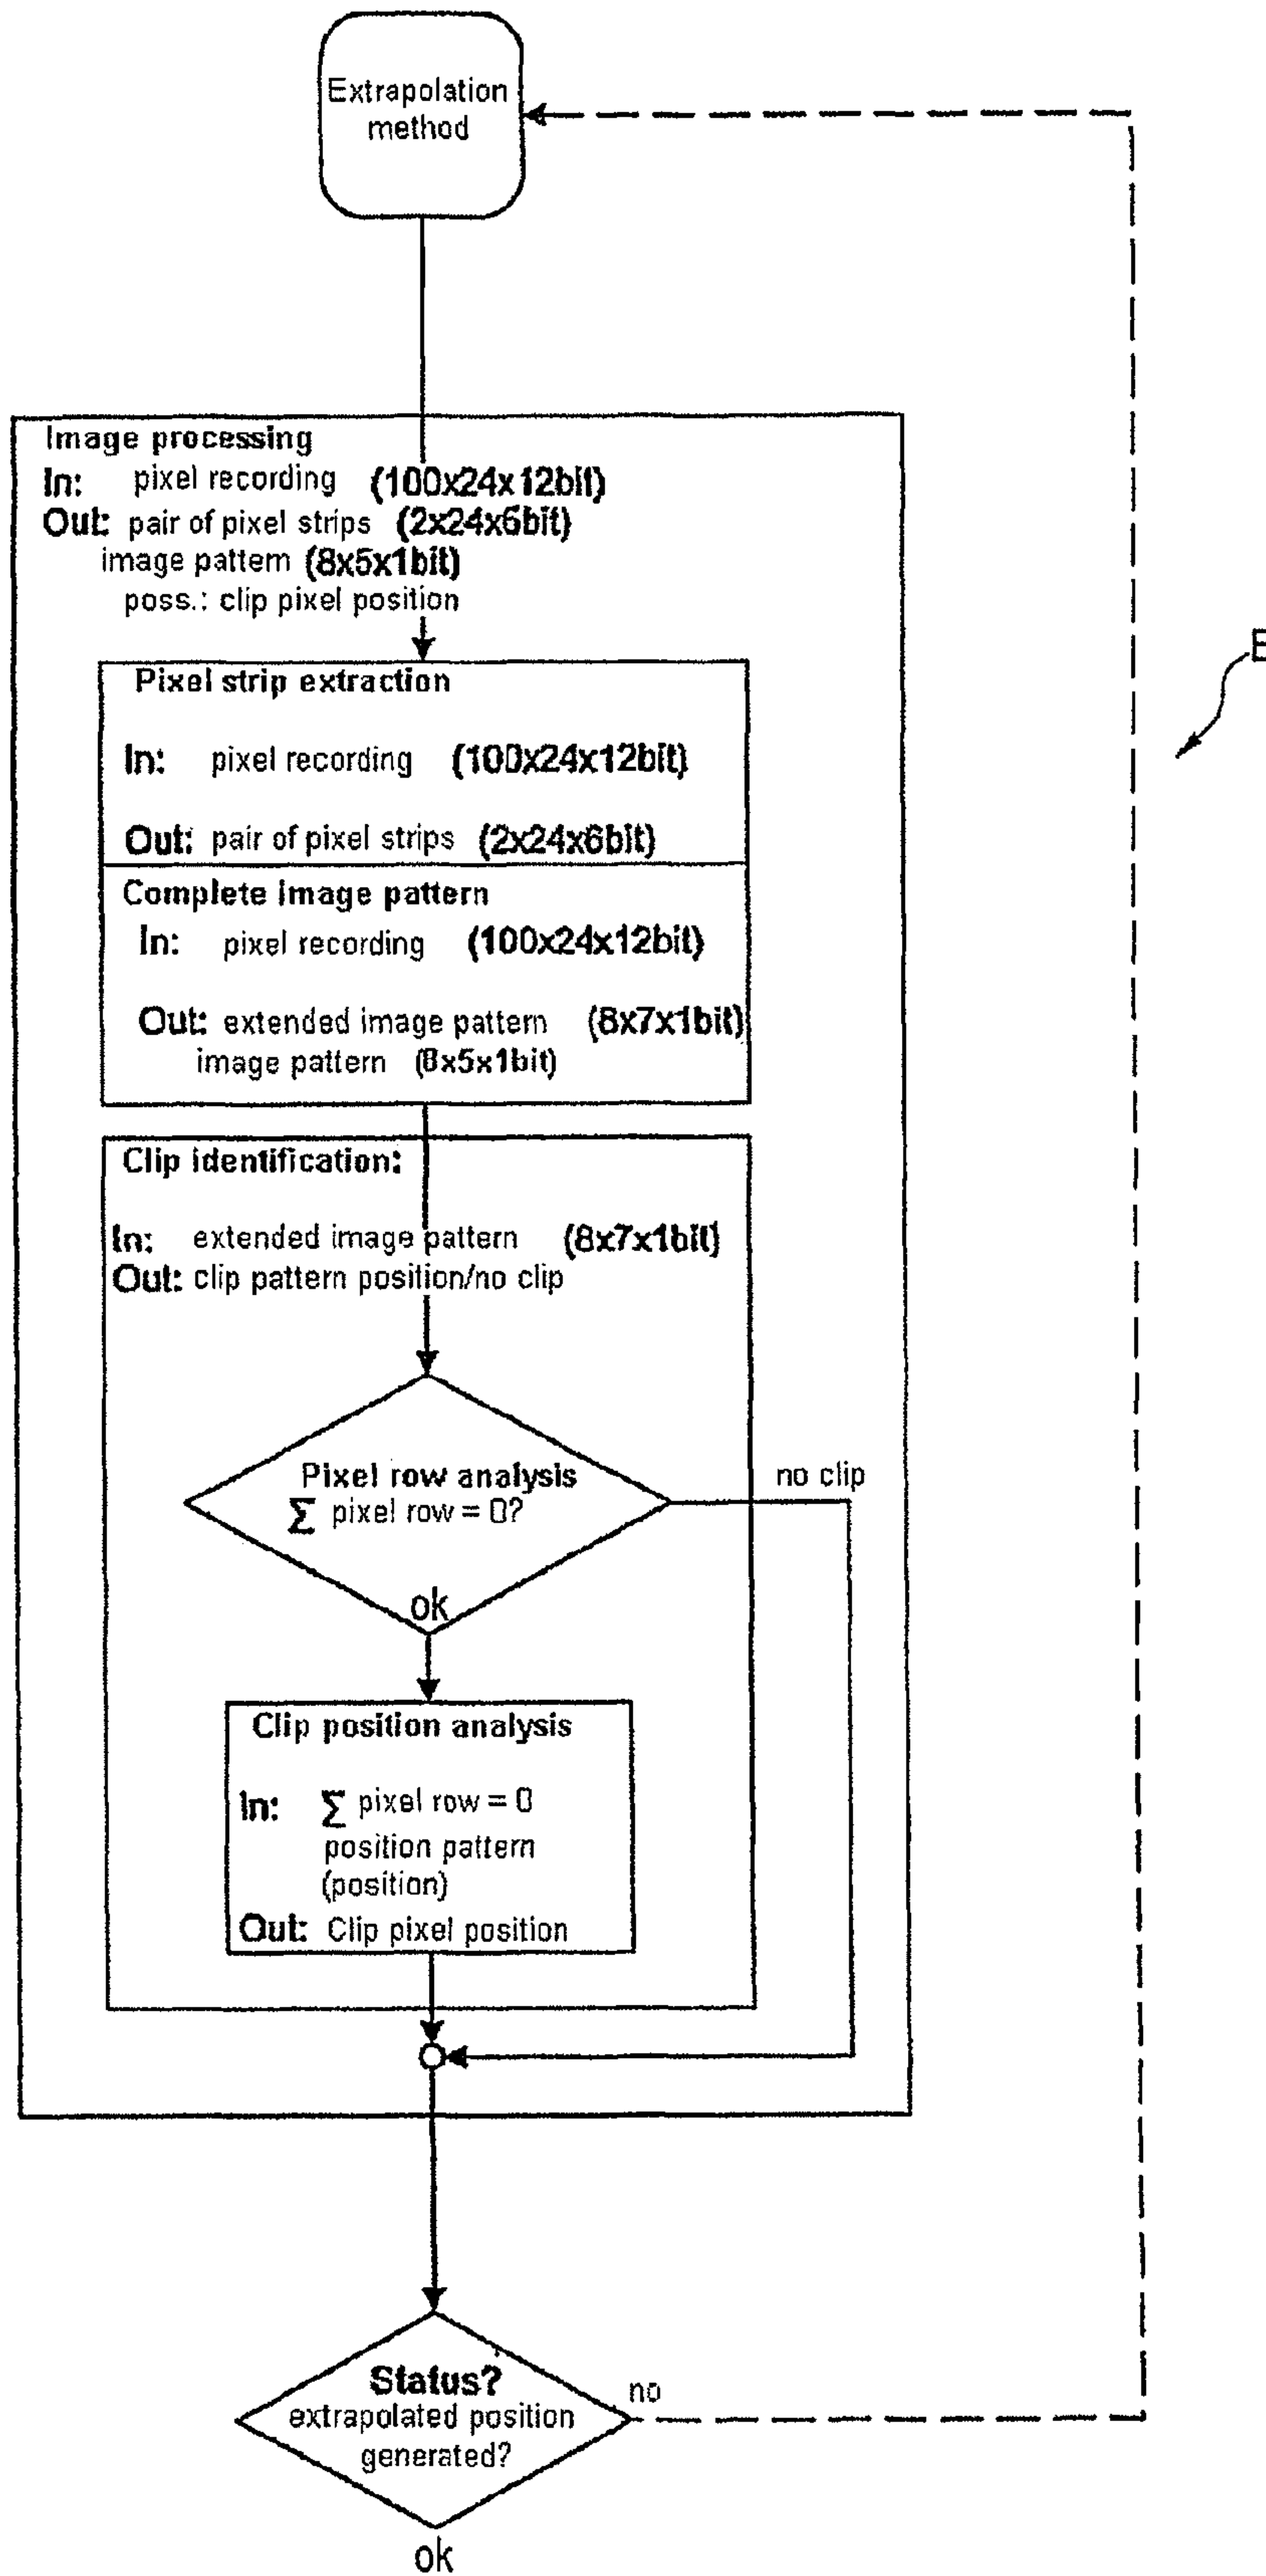 Extrapolation
method
Image processing
In: pixel recording (100x24x12bit)
Out: pair of pixel strips (2x24x6bit)
image pattern (8x5x1bit)
poss.: clip pixel position
E
Pixel strip extraction
In: pixel recording (100x24x12bit)
Out: pair of pixel strips (2x24x6bit)
Complete image pattern
In: pixel recording (100x24x12bit)
Out: extended image pattern (8x7x1bit)
image pattern (8x5x1bit)
Clip identification:
In: extended image pattern (8x7x1bit)
Out: clip pattern position/no clip
Pixel row analysis
Σ pixel row = 0?
no clip
ok
Clip position analysis
In: Σ pixel row = 0
position pattern
(position)
Out: Clip pixel position
Status?
extrapolated position
generated?
no
ok